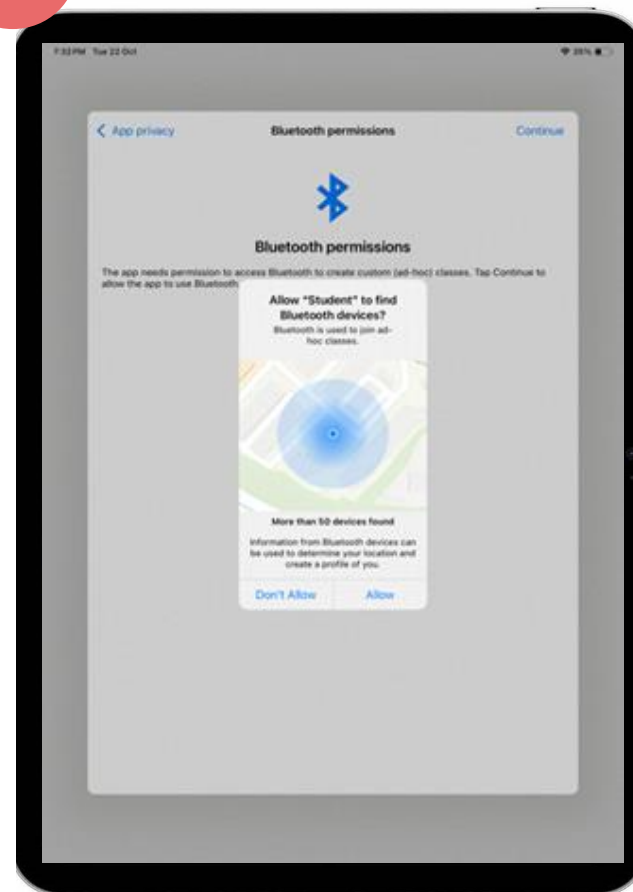 7:32 PM Tue 22 Oct
App privacy Bluetooth permissions Continue
Bluetooth permissions
The app needs permission to access Bluetooth to create custom (ad-hoc) classes. Tap Continue to
allow the app to use Bluetooth
Allow "Student" to find
Bluetooth devices?
Bluetooth is used to join ad-
hoc classes.
More than 50 devices found
Information from Bluetooth devices can
be used to determine your location and
create a profile of you.
Don't Allow Allow